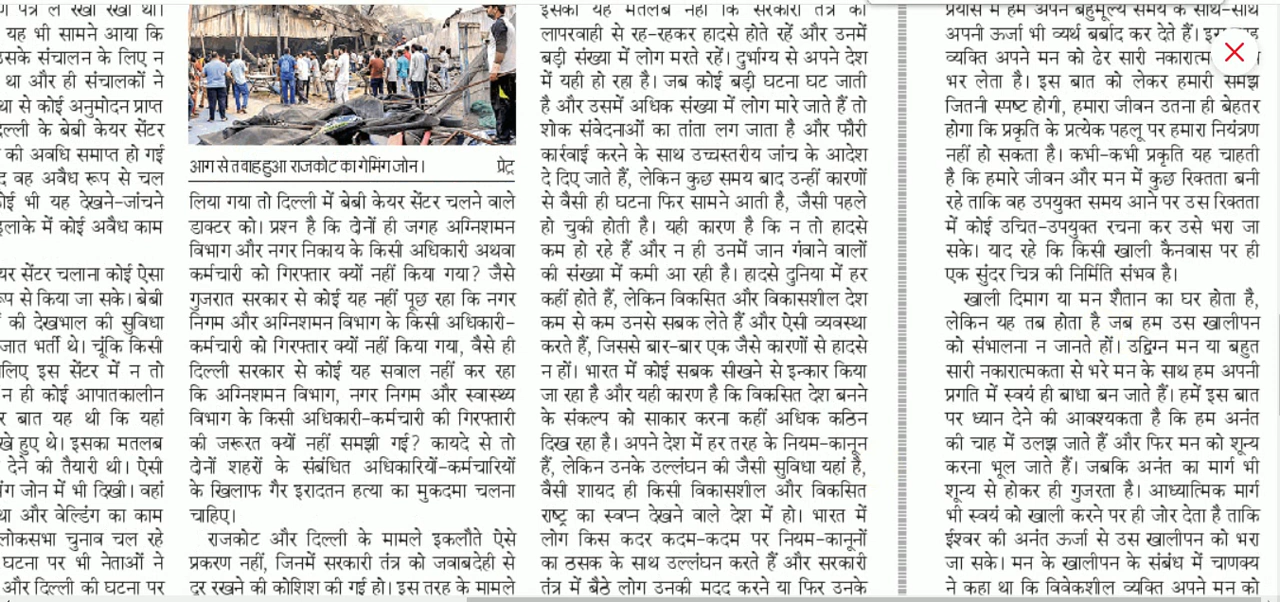 यह भी सामने आया कि
उसके संचालन के लिए न
था और ही संचालकों ने
था से कोई अनुमोदन प्राप्त
दिल्ली के बेबी केयर सेंटर
की अवधि समाप्त हो गई
वह अवैध रूप से चल
भी यह देखने-जांचने
इलाके में कोई अवैध काम
सेंटर चलाना कोई ऐसा
से किया जा सके। बेबी
की देखभाल की सुविधा
भर्ती थे। चूंकि किसी
इस सेंटर में न तो
न ही कोई आपातकालीन
बात यह थी कि यहां
हुए थे। इसका मतलब
देने की तैयारी थी। ऐसी
जोन में भी दिखी। वहां
था और वेल्डिंग का काम
लोकसभा चुनाव चल रहे
घटना पर भी नेताओं ने
और दिल्ली की घटना पर
आग से तबाह हुआ राजकोट का गेमिंग जोन। प्रेट्र
लिया गया तो दिल्ली में बेबी केयर सेंटर चलने वाले
डाक्टर को। प्रश्न है कि दोनों ही जगह अग्निशमन
विभाग और नगर निकाय के किसी अधिकारी अथवा
कर्मचारी को गिरफ्तार क्यों नहीं किया गया? जैसे
गुजरात सरकार से कोई यह नहीं पूछ रहा कि नगर
निगम और अग्निशमन विभाग के किसी अधिकारी-
कर्मचारी को गिरफ्तार क्यों नहीं किया गया, वैसे ही
दिल्ली सरकार से कोई यह सवाल नहीं कर रहा
कि अग्निशमन विभाग, नगर निगम और स्वास्थ्य
विभाग के किसी अधिकारी-कर्मचारी की गिरफ्तारी
की जरूरत क्यों नहीं समझी गई? कायदे से तो
दोनों शहरों के संबंधित अधिकारियों-कर्मचारियों
के खिलाफ गैर इरादतन हत्या का मुकदमा चलना
चाहिए।
राजकोट और दिल्ली के मामले इकलौते ऐसे
प्रकरण नहीं, जिनमें सरकारी तंत्र को जवाबदेही से
दूर रखने की कोशिश की गई हो। इस तरह के मामले
इसका यह मतलब नहीं कि सरकारी तंत्र की
लापरवाही से रह-रहकर हादसे होते रहें और उनमें
बड़ी संख्या में लोग मरते रहें। दुर्भाग्य से अपने देश
में यही हो रहा है। जब कोई बड़ी घटना घट जाती
है और उसमें अधिक संख्या में लोग मारे जाते हैं तो
शोक संवेदनाओं का तांता लग जाता है और फौरी
कार्रवाई करने के साथ उच्चस्तरीय जांच के आदेश
दे दिए जाते हैं, लेकिन कुछ समय बाद उन्हीं कारणों
से वैसी ही घटना फिर सामने आती है, जैसी पहले
हो चुकी होती है। यही कारण है कि न तो हादसे
कम हो रहे हैं और न ही उनमें जान गंवाने वालों
की संख्या में कमी आ रही है। हादसे दुनिया में हर
कहीं होते हैं, लेकिन विकसित और विकासशील देश
कम से कम उनसे सबक लेते हैं और ऐसी व्यवस्था
करते हैं, जिससे बार-बार एक जैसे कारणों से हादसे
न हों। भारत में कोई सबक सीखने से इन्कार किया
जा रहा है और यही कारण है कि विकसित देश बनने
के संकल्प को साकार करना कहीं अधिक कठिन
दिख रहा है। अपने देश में हर तरह के नियम-कानून
हैं, लेकिन उनके उल्लंघन की जैसी सुविधा यहां है,
वैसी शायद ही किसी विकासशील और विकसित
राष्ट्र का स्वप्न देखने वाले देश में हो। भारत में
लोग किस कदर कदम-कदम पर नियम-कानूनों
का ठसक के साथ उल्लंघन करते हैं और सरकारी
तंत्र में बैठे लोग उनकी मदद करने या फिर उनके
प्रयास में हम अपने बहुमूल्य समय के साथ-साथ
अपनी ऊर्जा भी व्यर्थ बर्बाद कर देते हैं।
व्यक्ति अपने मन को ढेर सारी
भर लेता है। इस बात को लेकर हमारी समझ
जितनी स्पष्ट होगी, हमारा जीवन उतना ही बेहतर
होगा कि प्रकृति के प्रत्येक पहलू पर हमारा नियंत्रण
नहीं हो सकता है। कभी-कभी प्रकृति यह चाहती
है कि हमारे जीवन और मन में कुछ रिक्तता बनी
रहे ताकि वह उपयुक्त समय आने पर उस रिक्तता
में कोई उचित-उपयुक्त रचना कर उसे भरा जा
सके। याद रहे कि किसी खाली कैनवास पर ही
एक सुंदर चित्र की निर्मिति संभव है।
खाली दिमाग या मन शैतान का घर होता है,
लेकिन यह तब होता है जब हम उस खालीपन
को संभालना न जानते हों। उद्विग्न मन या बहुत
सारी नकारात्मकता से भरे मन के साथ हम अपनी
प्रगति में स्वयं ही बाधा बन जाते हैं। हमें इस बात
पर ध्यान देने की आवश्यकता है कि हम अनंत
की चाह में उलझ जाते हैं और फिर मन को शून्य
करना भूल जाते हैं। जबकि अनंत का मार्ग भी
शून्य से होकर ही गुजरता है। आध्यात्मिक मार्ग
भी स्वयं को खाली करने पर ही जोर देता है ताकि
ईश्वर की अनंत ऊर्जा से उस खालीपन को भरा
जा सके। मन के खालीपन के संबंध में चाणक्य
ने कहा था कि विवेकशील व्यक्ति अपने मन को